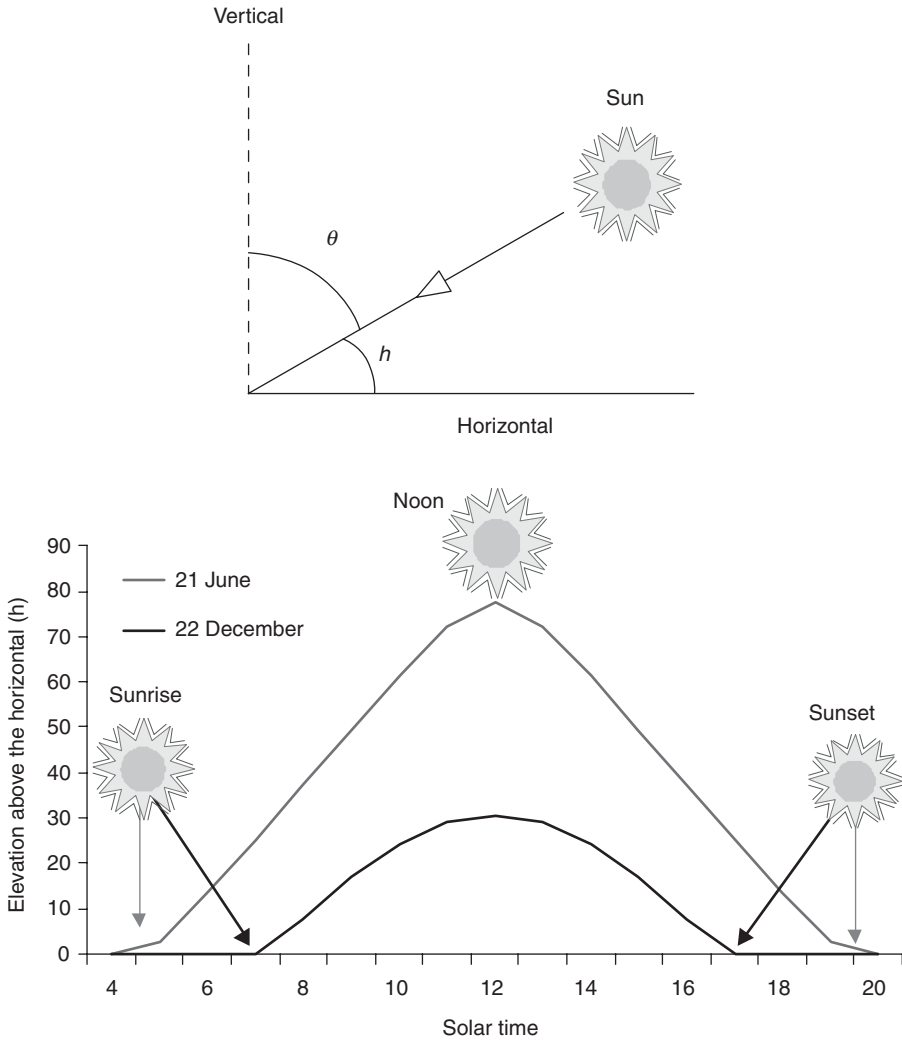 Vertical
Sun
θ
h
Horizontal
Noon
90
80
70
60
50
40
30
20
10
0
Elevation above the horizontal (h)
21 June
22 December
Sunrise
Sunset
4 6 8 10 12 14 16 18 20
Solar time